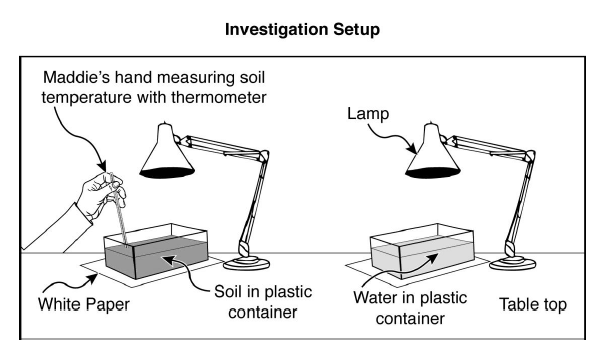 Investigation Setup
Maddie's hand measuring soil
temperature with thermometer
Lamp
White Paper
Soil in plastic
container
Water in plastic
container
Table top